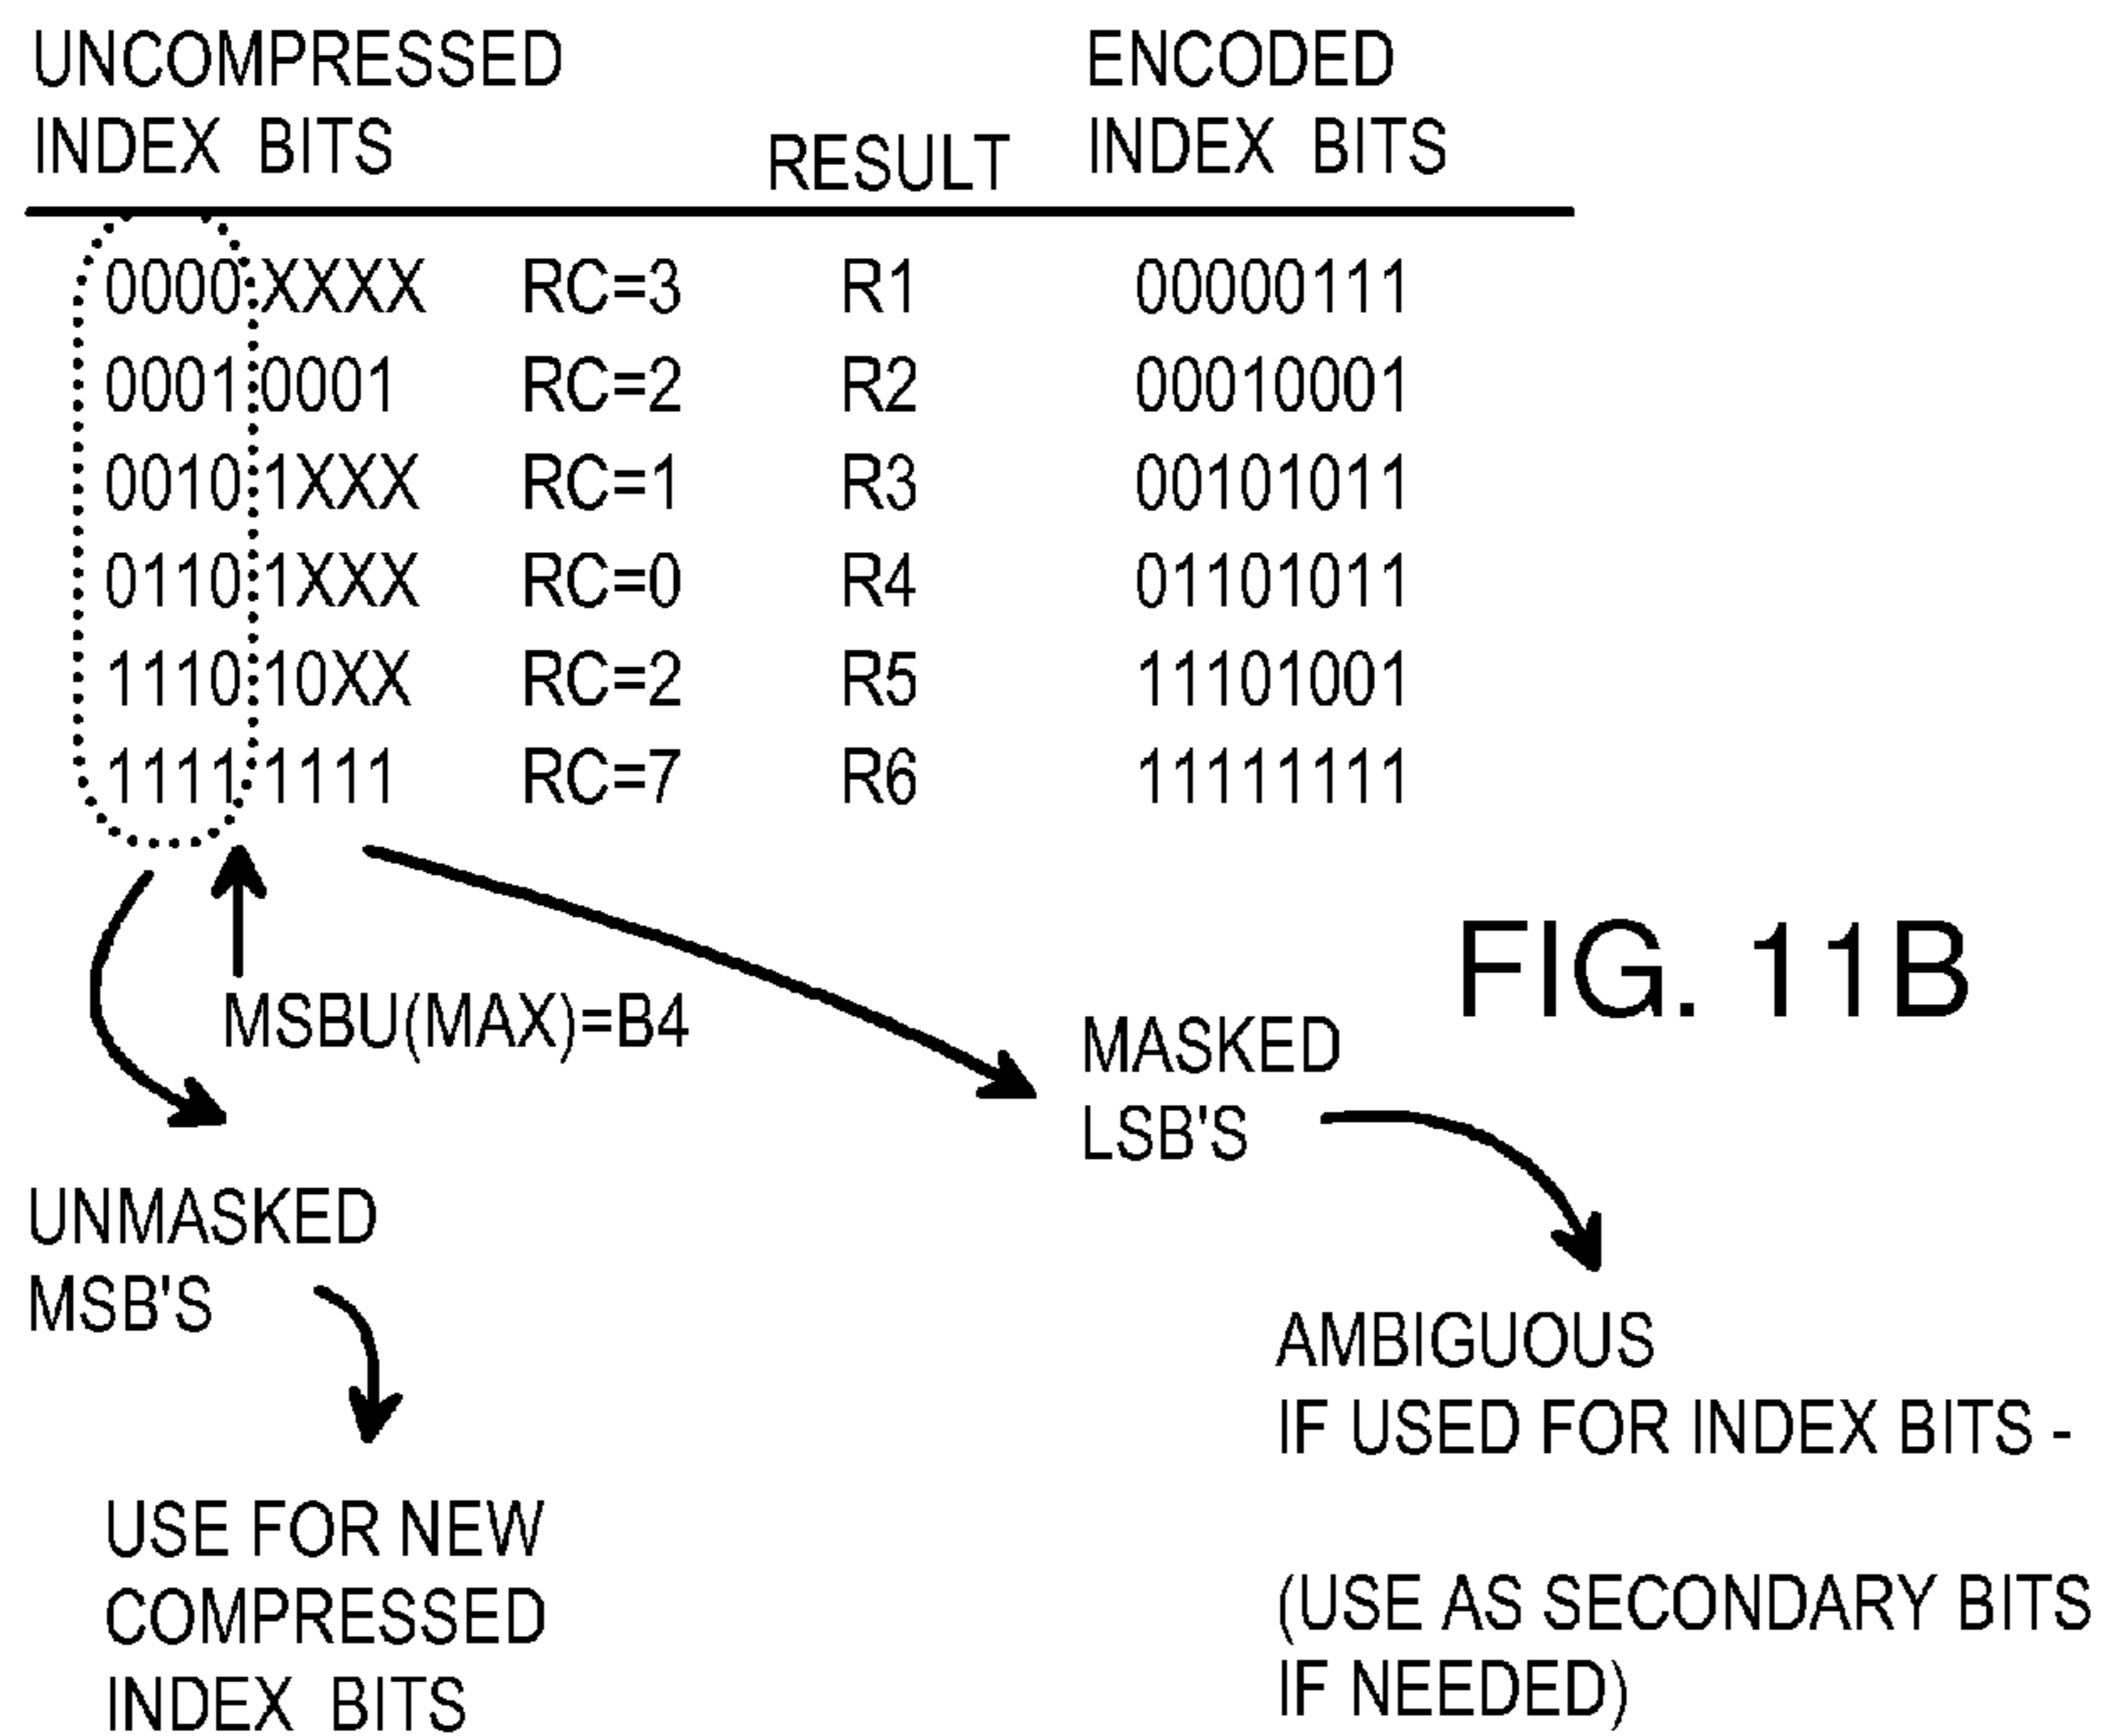 UNCOMPRESSED
INDEX BITS
RESULT
ENCODED
INDEX BITS
0000 XXXX RC=3 R1 00000111
0001 0001 RC=2 R2 00010001
0010 1XXX RC=1 R3 00101011
0110 1XXX RC=0 R4 01101011
1110 10XX RC=2 R5 11101001
1111 1111 RC=7 R6 11111111
MSBU(MAX)=B4
FIG. 11B
MASKED
LSB'S
UNMASKED
MSB'S
USE FOR NEW
COMPRESSED
INDEX BITS
AMBIGUOUS
IF USED FOR INDEX BITS -
(USE AS SECONDARY BITS
IF NEEDED)